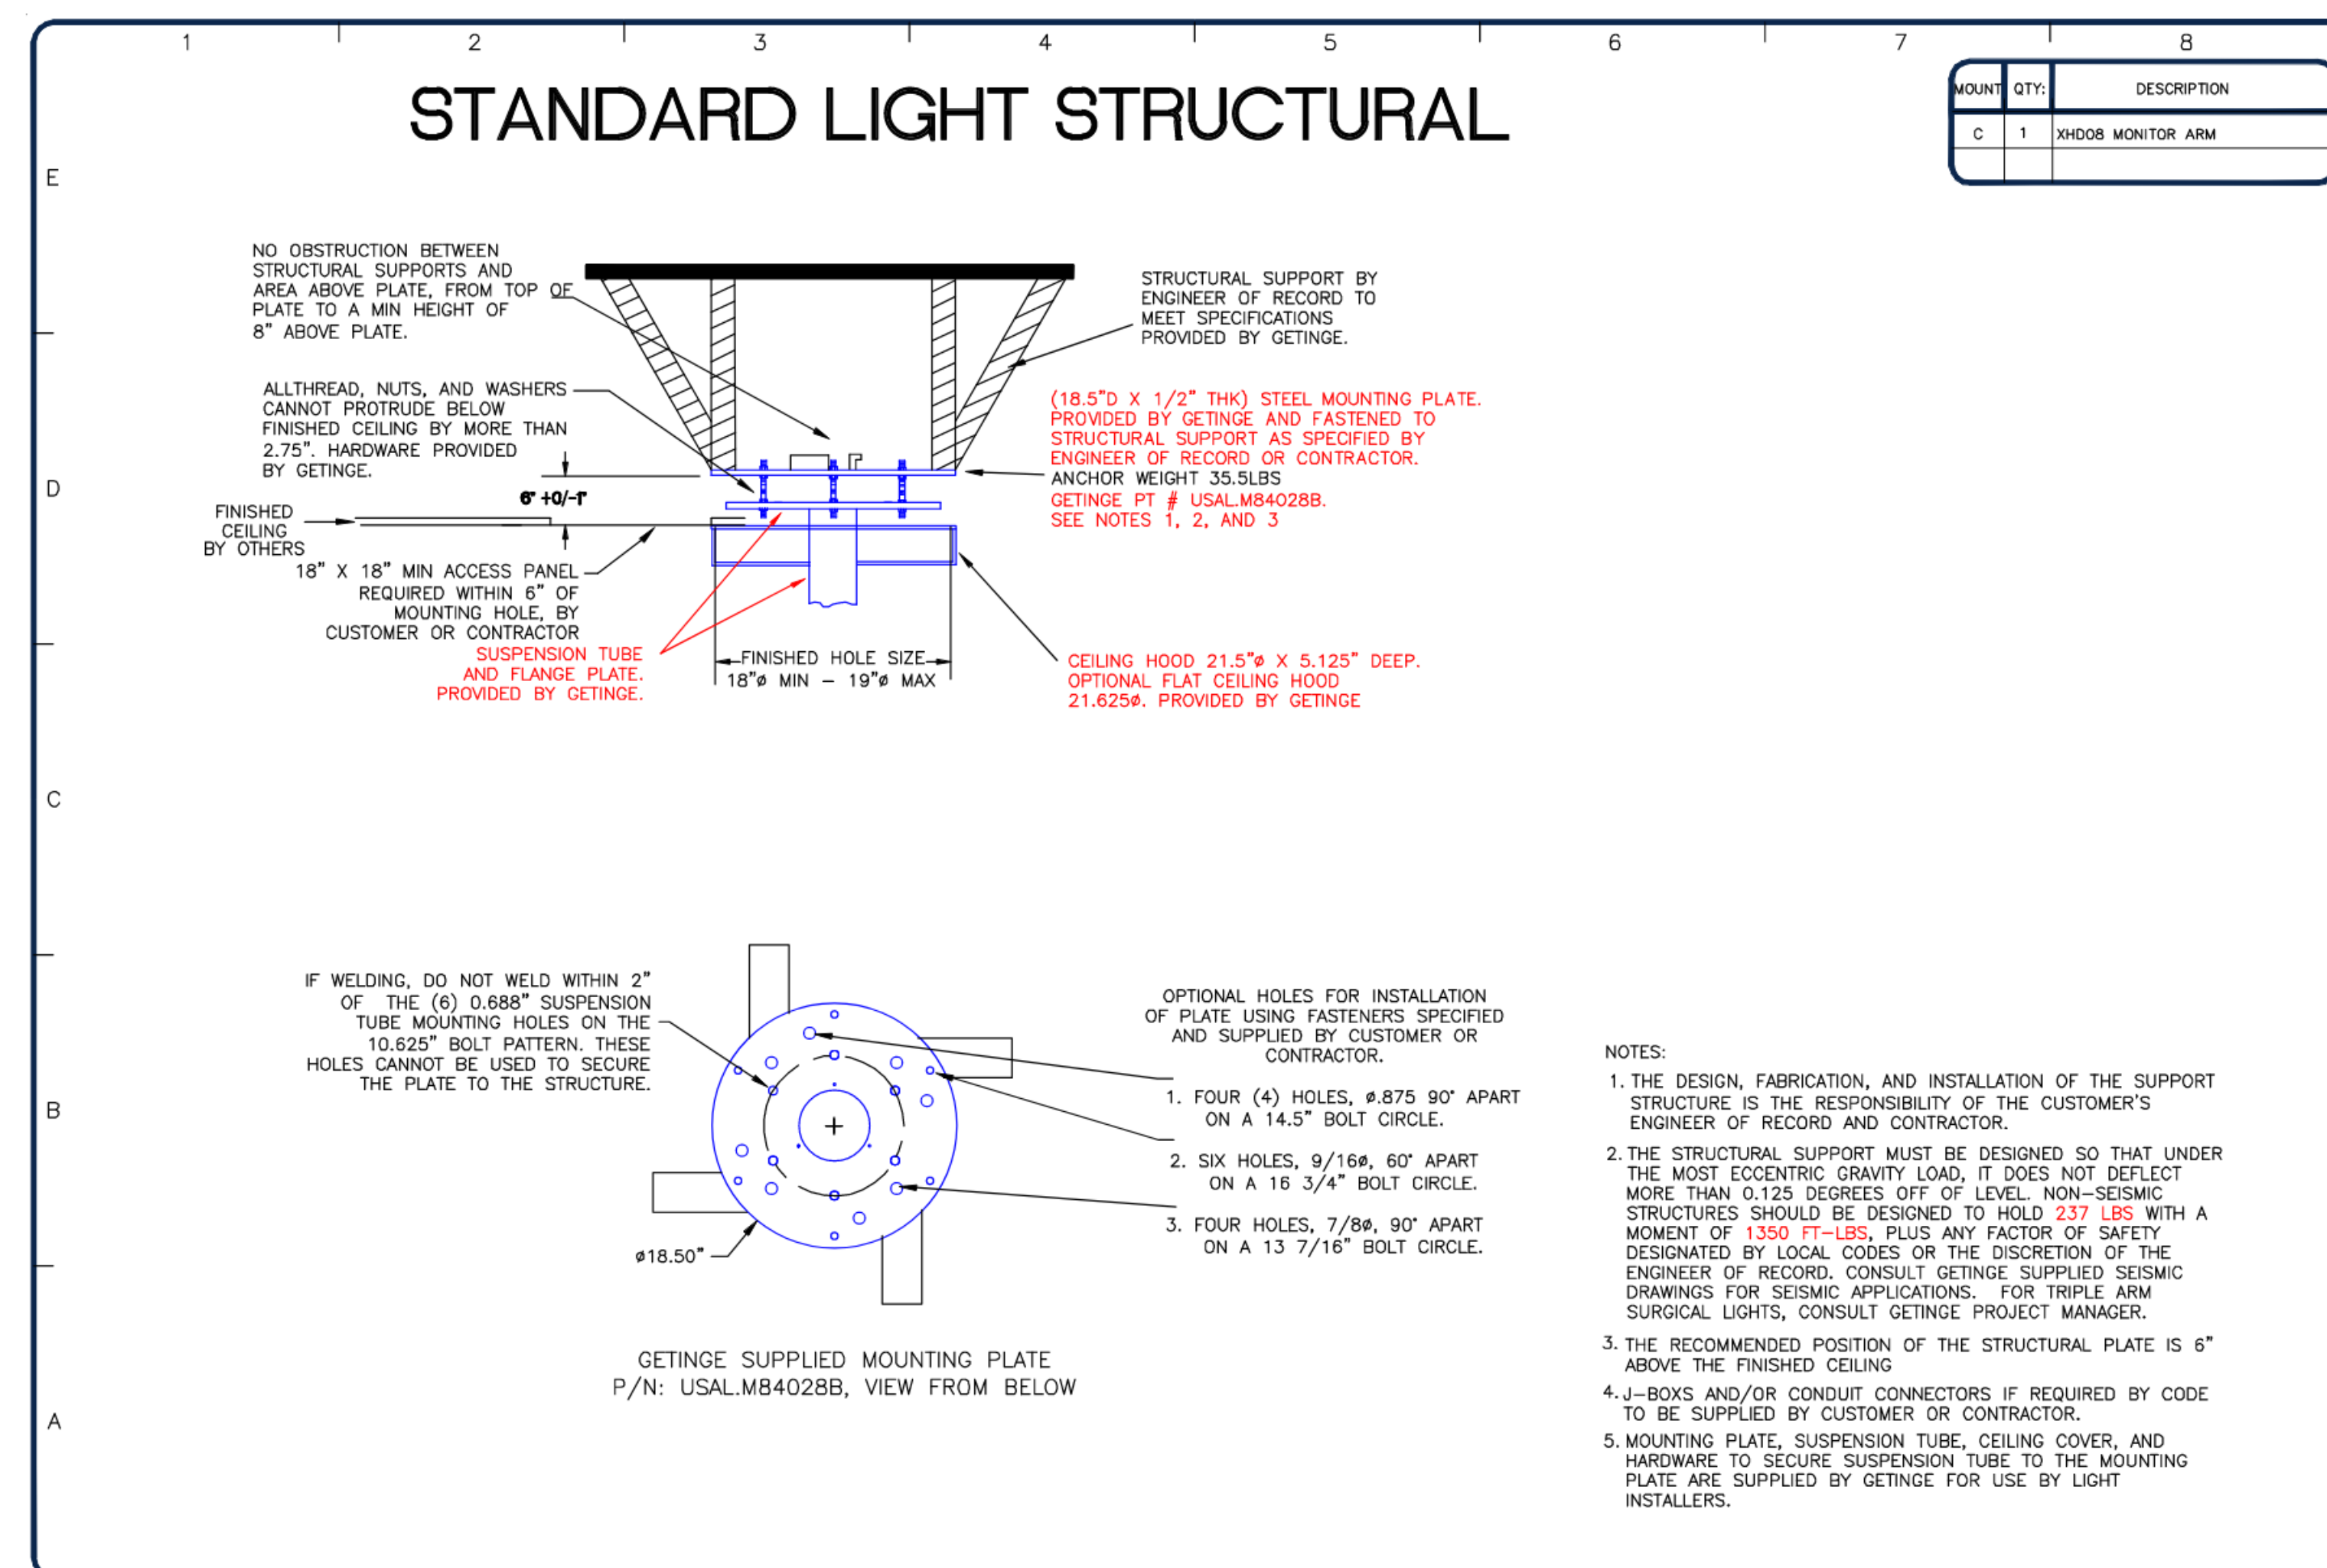 1 2 3 4 5 6 7 8
STANDARD LIGHT STRUCTURAL
MOUNT QTY: DESCRIPTION
C 1 XHD08 MONITOR ARM
E
D
C
B
A
NO OBSTRUCTION BETWEEN
STRUCTURAL SUPPORTS AND
AREA ABOVE PLATE, FROM TOP OF
PLATE TO A MIN HEIGHT OF
8" ABOVE PLATE.
STRUCTURAL SUPPORT BY
ENGINEER OF RECORD TO
MEET SPECIFICATIONS
PROVIDED BY GETINGE.
ALLTHREAD, NUTS, AND WASHERS
CANNOT PROTRUDE BELOW
FINISHED CEILING BY MORE THAN
2.75". HARDWARE PROVIDED
BY GETINGE.
(18.5"D X 1/2" THK) STEEL MOUNTING PLATE.
PROVIDED BY GETINGE AND FASTENED TO
STRUCTURAL SUPPORT AS SPECIFIED BY
ENGINEER OF RECORD OR CONTRACTOR.
ANCHOR WEIGHT 35.5LBS
GETINGE PT # USAL.M84028B.
SEE NOTES 1, 2, AND 3
6" +0/-1"
FINISHED
CEILING
BY OTHERS
18" X 18" MIN ACCESS PANEL
REQUIRED WITHIN 6" OF
MOUNTING HOLE, BY
CUSTOMER OR CONTRACTOR
SUSPENSION TUBE
AND FLANGE PLATE.
PROVIDED BY GETINGE.
FINISHED HOLE SIZE
18"ø MIN – 19"ø MAX
CEILING HOOD 21.5"ø X 5.125" DEEP.
OPTIONAL FLAT CEILING HOOD
21.625ø. PROVIDED BY GETINGE
IF WELDING, DO NOT WELD WITHIN 2"
OF THE (6) 0.688" SUSPENSION
TUBE MOUNTING HOLES ON THE
10.625" BOLT PATTERN. THESE
HOLES CANNOT BE USED TO SECURE
THE PLATE TO THE STRUCTURE.
OPTIONAL HOLES FOR INSTALLATION
OF PLATE USING FASTENERS SPECIFIED
AND SUPPLIED BY CUSTOMER OR
CONTRACTOR.
1. FOUR (4) HOLES, ø.875 90° APART
ON A 14.5" BOLT CIRCLE.
2. SIX HOLES, 9/16ø, 60° APART
ON A 16 3/4" BOLT CIRCLE.
3. FOUR HOLES, 7/8ø, 90° APART
ON A 13 7/16" BOLT CIRCLE.
ø18.50"
GETINGE SUPPLIED MOUNTING PLATE
P/N: USAL.M84028B, VIEW FROM BELOW
NOTES:
1. THE DESIGN, FABRICATION, AND INSTALLATION OF THE SUPPORT
STRUCTURE IS THE RESPONSIBILITY OF THE CUSTOMER'S
ENGINEER OF RECORD AND CONTRACTOR.
2. THE STRUCTURAL SUPPORT MUST BE DESIGNED SO THAT UNDER
THE MOST ECCENTRIC GRAVITY LOAD, IT DOES NOT DEFLECT
MORE THAN 0.125 DEGREES OFF OF LEVEL. NON–SEISMIC
STRUCTURES SHOULD BE DESIGNED TO HOLD 237 LBS WITH A
MOMENT OF 1350 FT–LBS, PLUS ANY FACTOR OF SAFETY
DESIGNATED BY LOCAL CODES OR THE DISCRETION OF THE
ENGINEER OF RECORD. CONSULT GETINGE SUPPLIED SEISMIC
DRAWINGS FOR SEISMIC APPLICATIONS. FOR TRIPLE ARM
SURGICAL LIGHTS, CONSULT GETINGE PROJECT MANAGER.
3. THE RECOMMENDED POSITION OF THE STRUCTURAL PLATE IS 6"
ABOVE THE FINISHED CEILING
4. J–BOXS AND/OR CONDUIT CONNECTORS IF REQUIRED BY CODE
TO BE SUPPLIED BY CUSTOMER OR CONTRACTOR.
5. MOUNTING PLATE, SUSPENSION TUBE, CEILING COVER, AND
HARDWARE TO SECURE SUSPENSION TUBE TO THE MOUNTING
PLATE ARE SUPPLIED BY GETINGE FOR USE BY LIGHT
INSTALLERS.